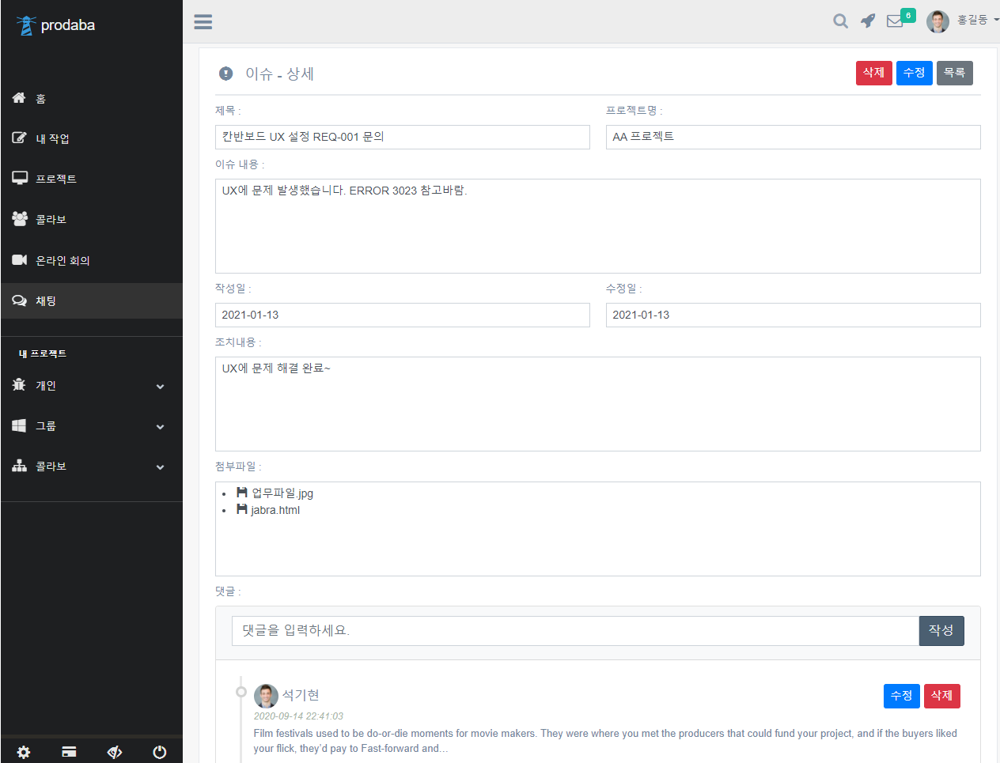 prodaba
6
홍길동
홈
내 작업
프로젝트
콜라보
온라인 회의
채팅
내 프로젝트
개인
그룹
콜라보
이슈 - 상세
삭제 수정 목록
제목 : 프로젝트명 :
칸반보드 UX 설정 REQ-001 문의 AA 프로젝트
이슈 내용 :
UX에 문제 발생했습니다. ERROR 3023 참고바람.
작성일 : 수정일 :
2021-01-13 2021-01-13
조치내용 :
UX에 문제 해결 완료~
첨부파일 :
업무파일.jpg
jabra.html
댓글 :
댓글을 입력하세요. 작성
석기현 수정 삭제
2020-09-14 22:41:03
Film festivals used to be do-or-die moments for movie makers. They were where you met the producers that could fund your project, and if the buyers liked
your flick, they'd pay to Fast-forward and...